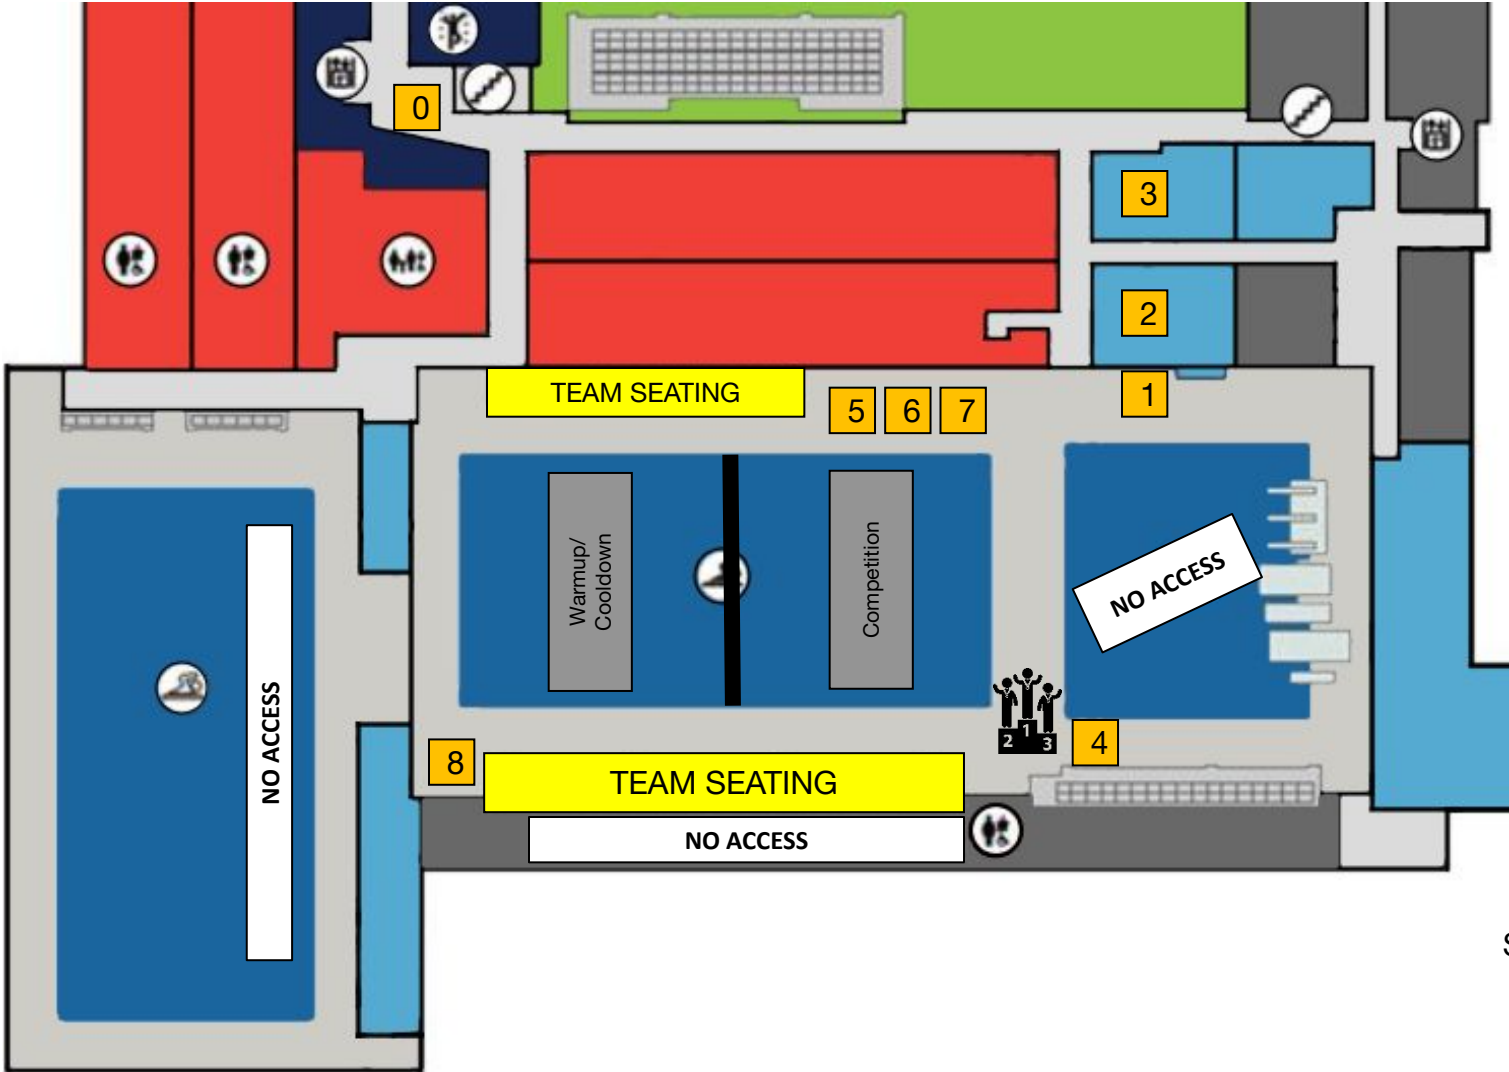 0
3
2
TEAM SEATING
1
5 6 7
Warmup/
Cooldown
Competition
NO ACCESS
NO ACCESS
1
2 3
4
8
TEAM SEATING
NO ACCESS